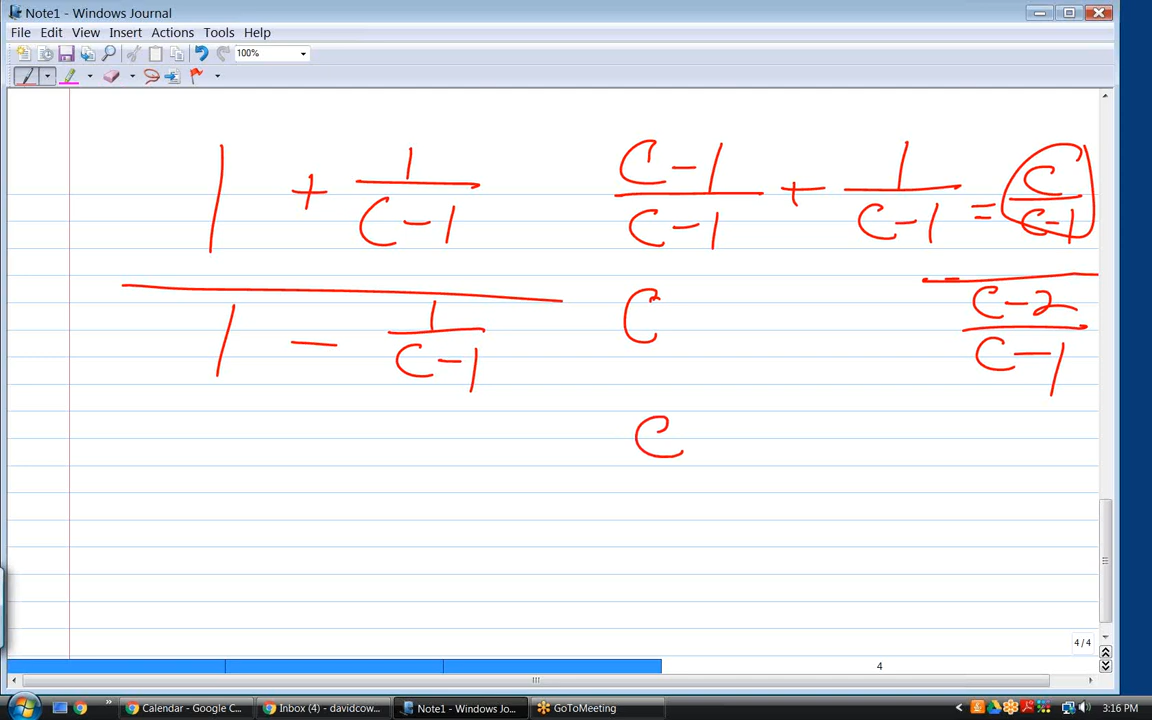 Note1 - Windows Journal
File Edit View Insert Actions Tools Help
100%
1 + 1/(C-1)
(C-1)/(C-1) + 1/(C-1) = C/(C-1)
1 - 1/(C-1)
C
(C-2)/(C-1)
C
4/4
4
Calendar - Google C...
Inbox (4) - davidcow...
Note1 - Windows Jo...
GoToMeeting
3:16 PM